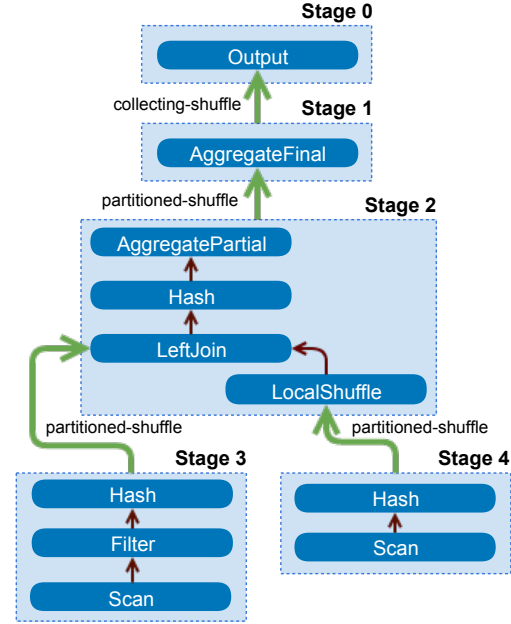 Stage 0
Output
collecting-shuffle
Stage 1
AggregateFinal
partitioned-shuffle
Stage 2
AggregatePartial
Hash
LeftJoin
LocalShuffle
partitioned-shuffle
partitioned-shuffle
Stage 3
Hash
Filter
Scan
Stage 4
Hash
Scan